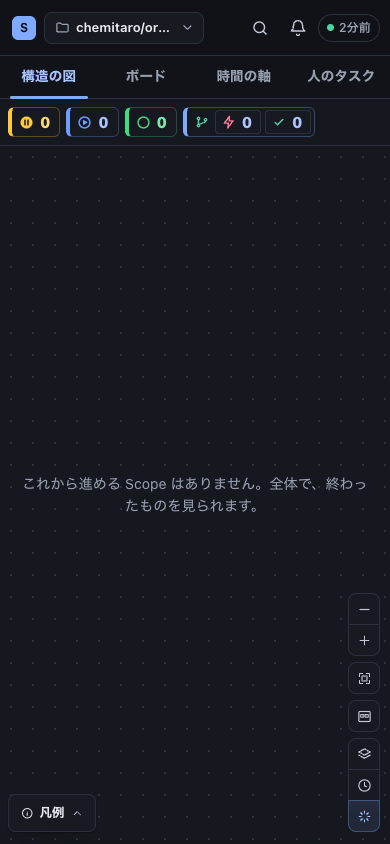 S
chemitaro/or...
2分前
構造の図
ボード
時間の軸
人のタスク
0
0
0
0
0
これから進める Scope はありません。全体で、終わっ
たものを見られます。
凡例